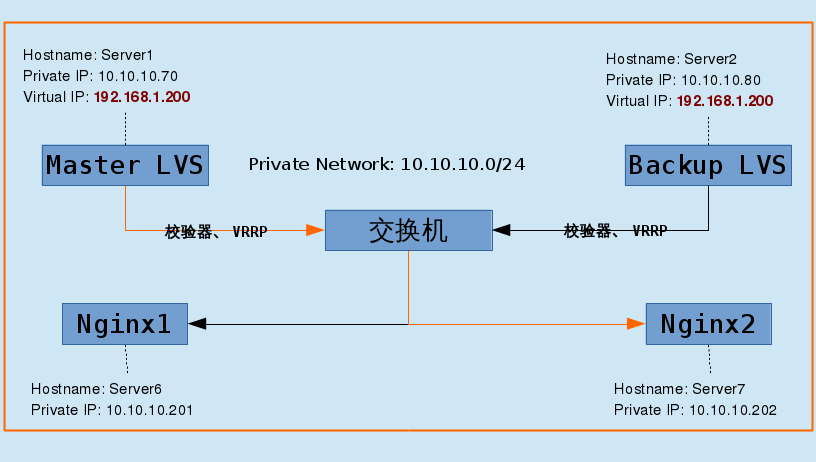 Hostname: Server1
Private IP: 10.10.10.70
Virtual IP: 192.168.1.200
Hostname: Server2
Private IP: 10.10.10.80
Virtual IP: 192.168.1.200
Master LVS
Private Network: 10.10.10.0/24
Backup LVS
校验器、VRRP
交换机
校验器、VRRP
Nginx1
Nginx2
Hostname: Server6
Private IP: 10.10.10.201
Hostname: Server7
Private IP: 10.10.10.202